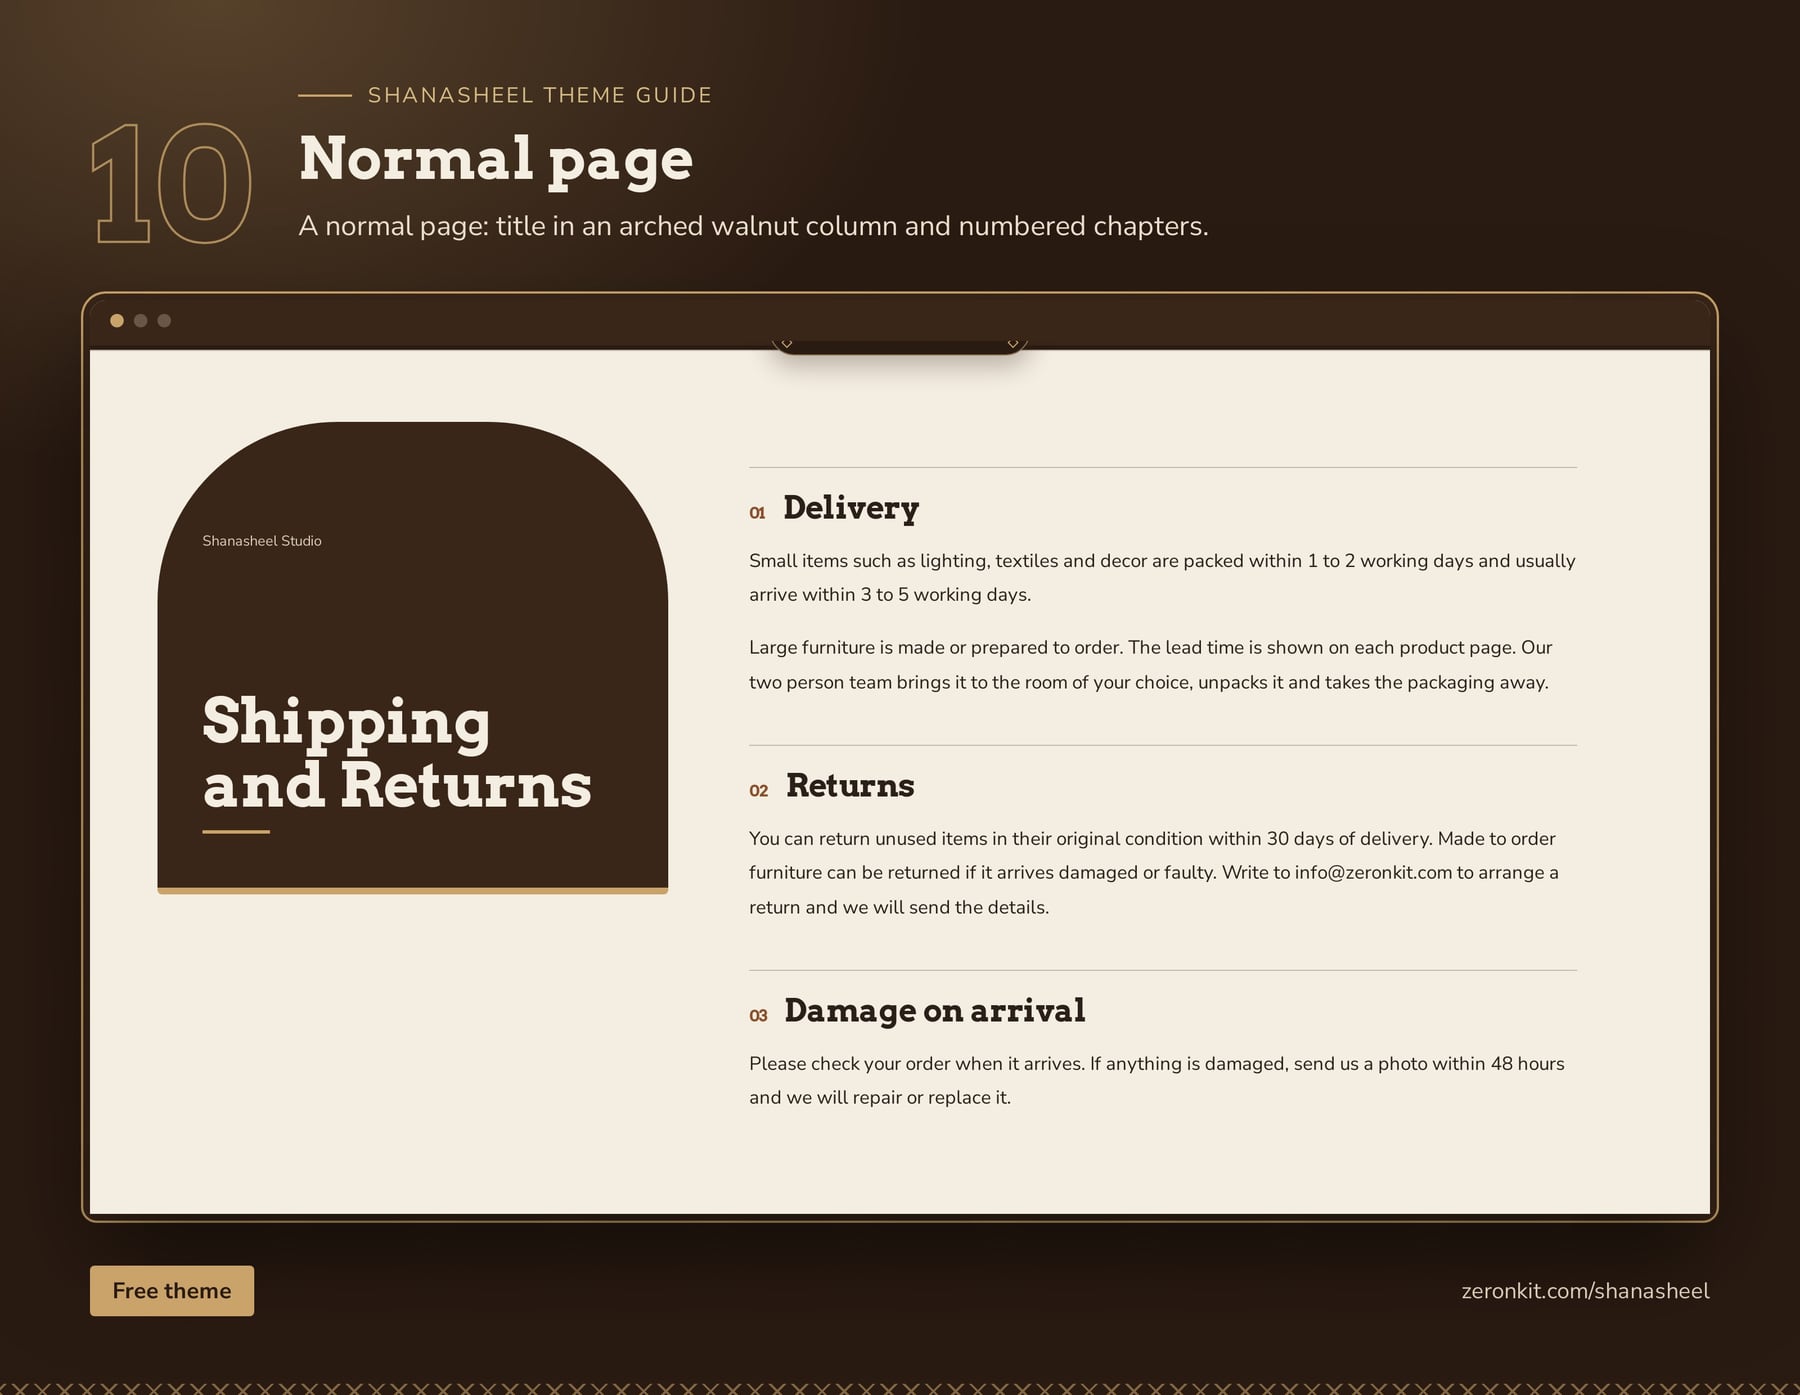 SHANASHEEL THEME GUIDE
10
Normal page
A normal page: title in an arched walnut column and numbered chapters.
Shanasheel Studio
Shipping
and Returns
01 Delivery
Small items such as lighting, textiles and decor are packed within 1 to 2 working days and usually
arrive within 3 to 5 working days.
Large furniture is made or prepared to order. The lead time is shown on each product page. Our
two person team brings it to the room of your choice, unpacks it and takes the packaging away.
02 Returns
You can return unused items in their original condition within 30 days of delivery. Made to order
furniture can be returned if it arrives damaged or faulty. Write to info@zeronkit.com to arrange a
return and we will send the details.
03 Damage on arrival
Please check your order when it arrives. If anything is damaged, send us a photo within 48 hours
and we will repair or replace it.
Free theme
zeronkit.com/shanasheel